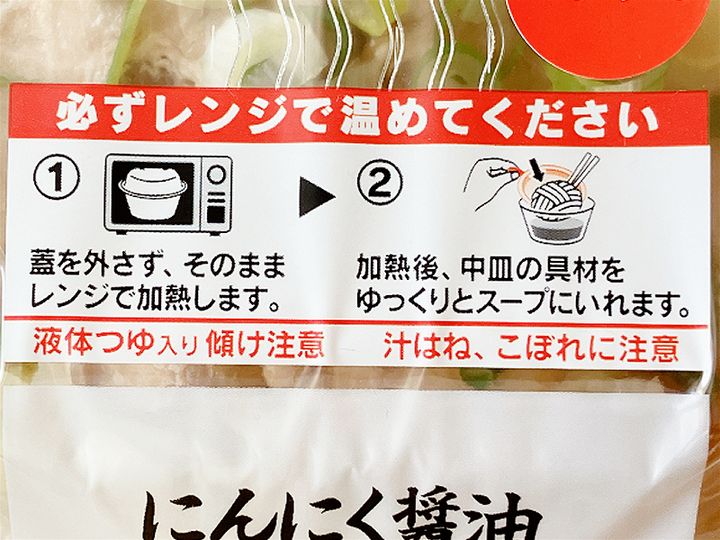 必ずレンジで温めてください
①
②
蓋を外さず、そのまま
レンジで加熱します。
加熱後、中皿の具材を
ゆっくりとスープにいれます。
液体つゆ入り 傾け注意
汁はね、こぼれに注意
にんにく醤油